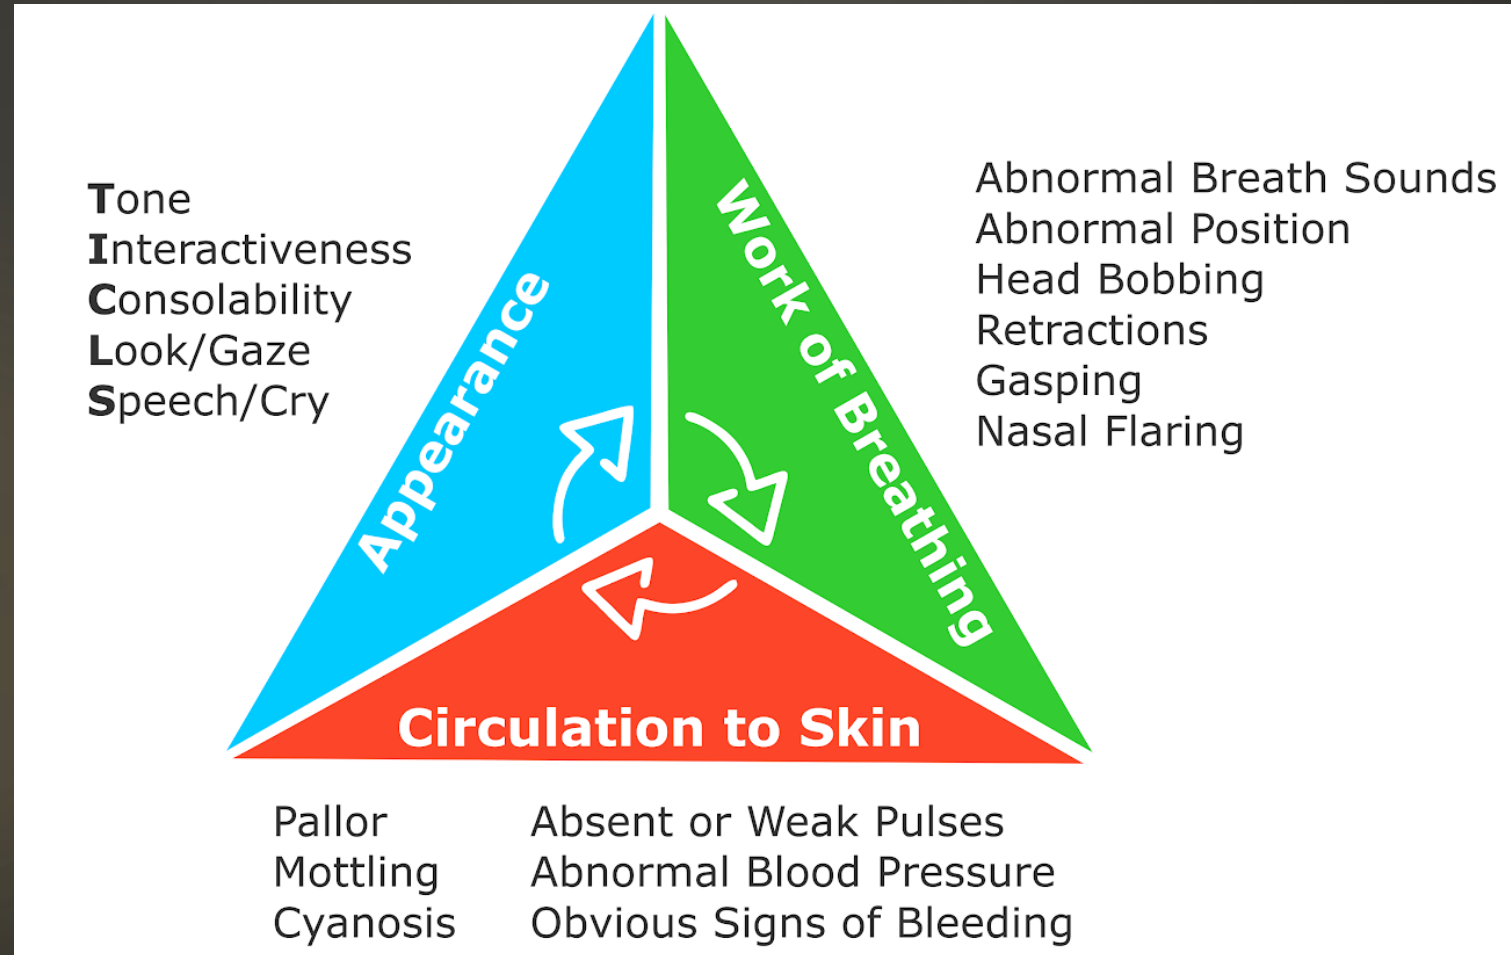 Tone
Interactiveness
Consolability
Look/Gaze
Speech/Cry
Appearance
Work of Breathing
Abnormal Breath Sounds
Abnormal Position
Head Bobbing
Retractions
Gasping
Nasal Flaring
Circulation to Skin
Pallor
Mottling
Cyanosis
Absent or Weak Pulses
Abnormal Blood Pressure
Obvious Signs of Bleeding